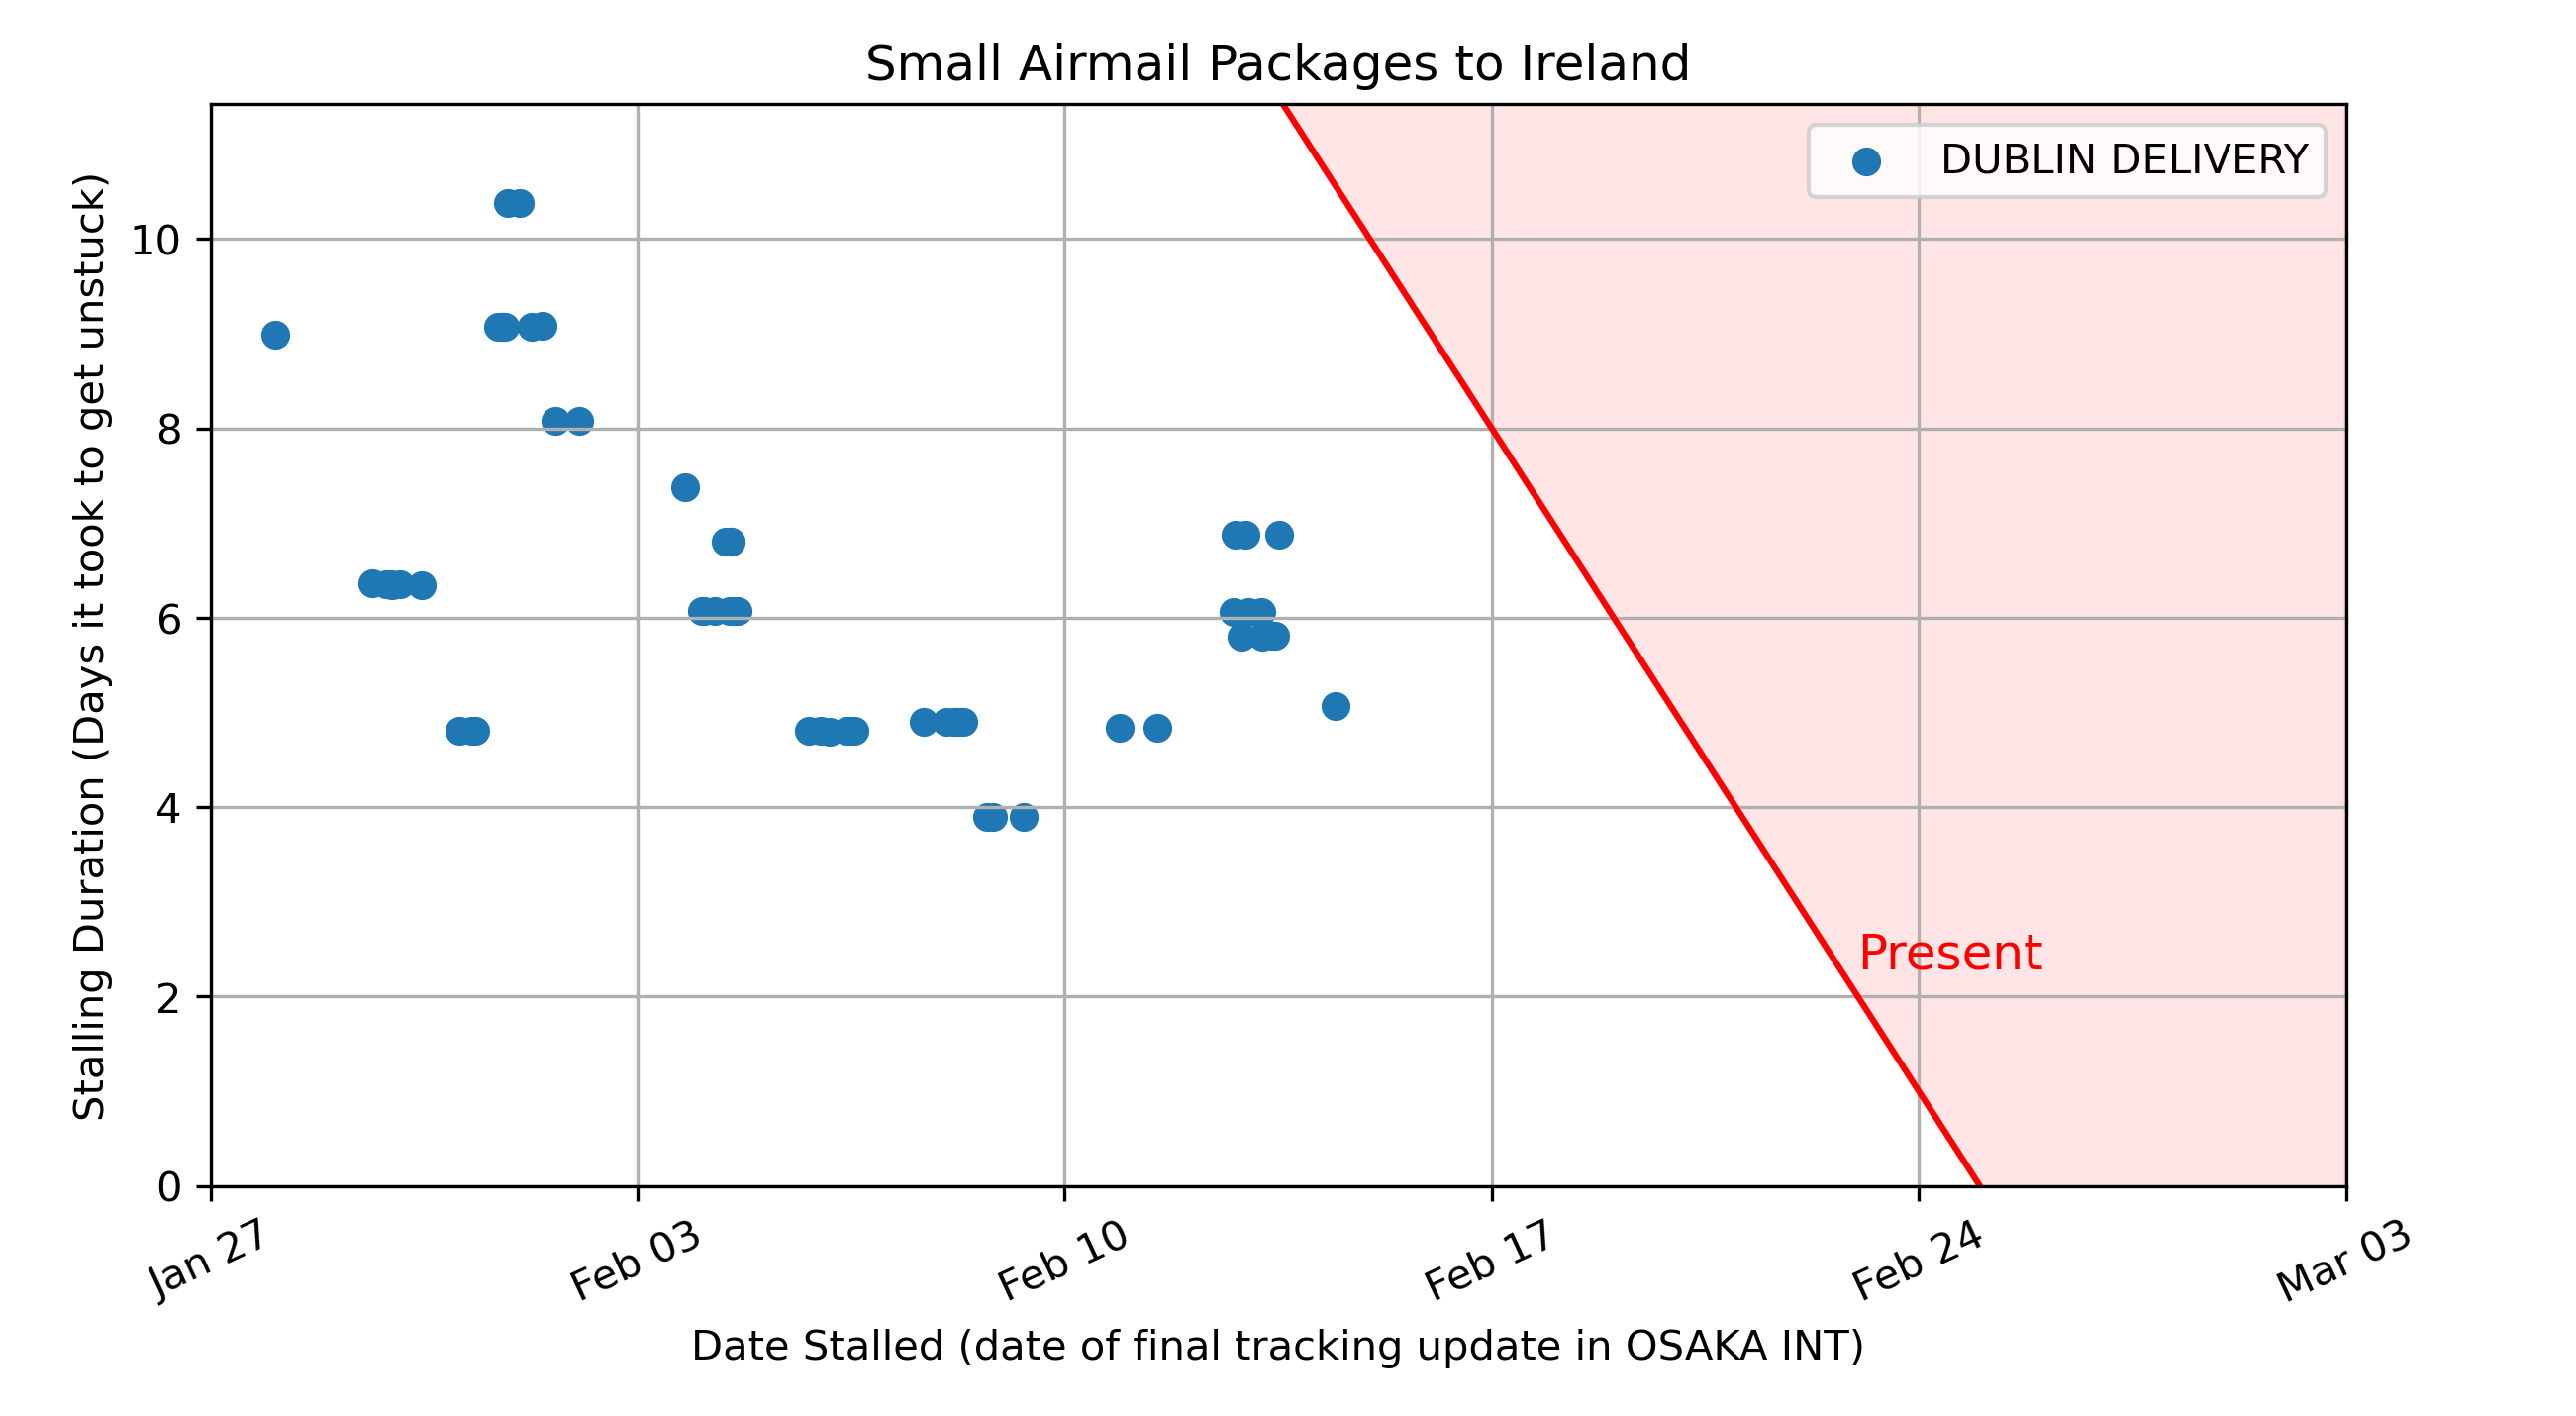 Small Airmail Packages to Ireland
DUBLIN DELIVERY
Stalling Duration (Days it took to get unstuck)
10
8
6
4
2
0
Present
Jan 27
Feb 03
Feb 10
Feb 17
Feb 24
Mar 03
Date Stalled (date of final tracking update in OSAKA INT)